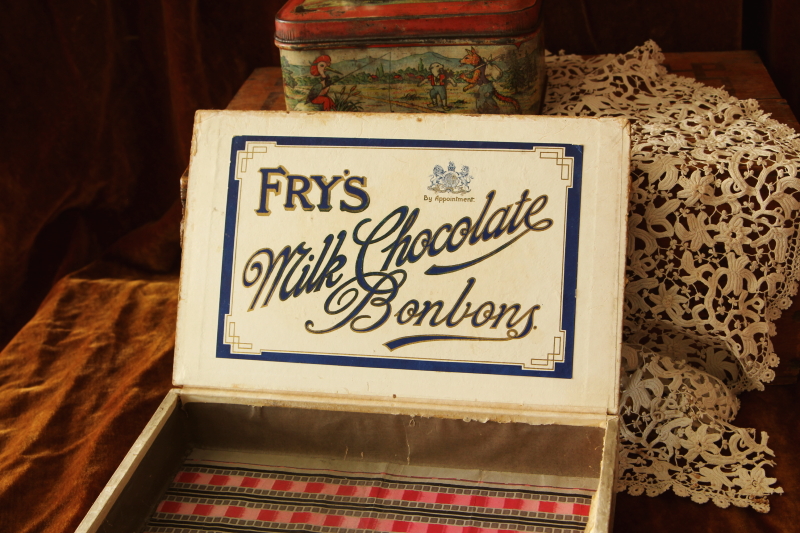 FRY'S
By Appointment.
Milk Chocolate
Bonbons.